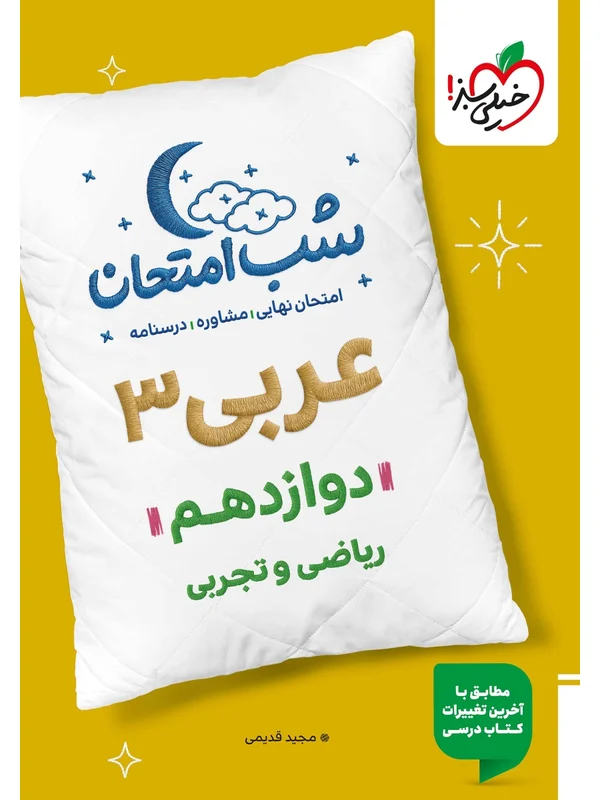 خیلی سبز!
شب امتحان
امتحان نهایی | مشاوره | درسنامه
عربی ۳
دوازدهم
ریاضی و تجربی
مطابق با
آخرین تغییرات
کتاب درسی
مجید قدیمی